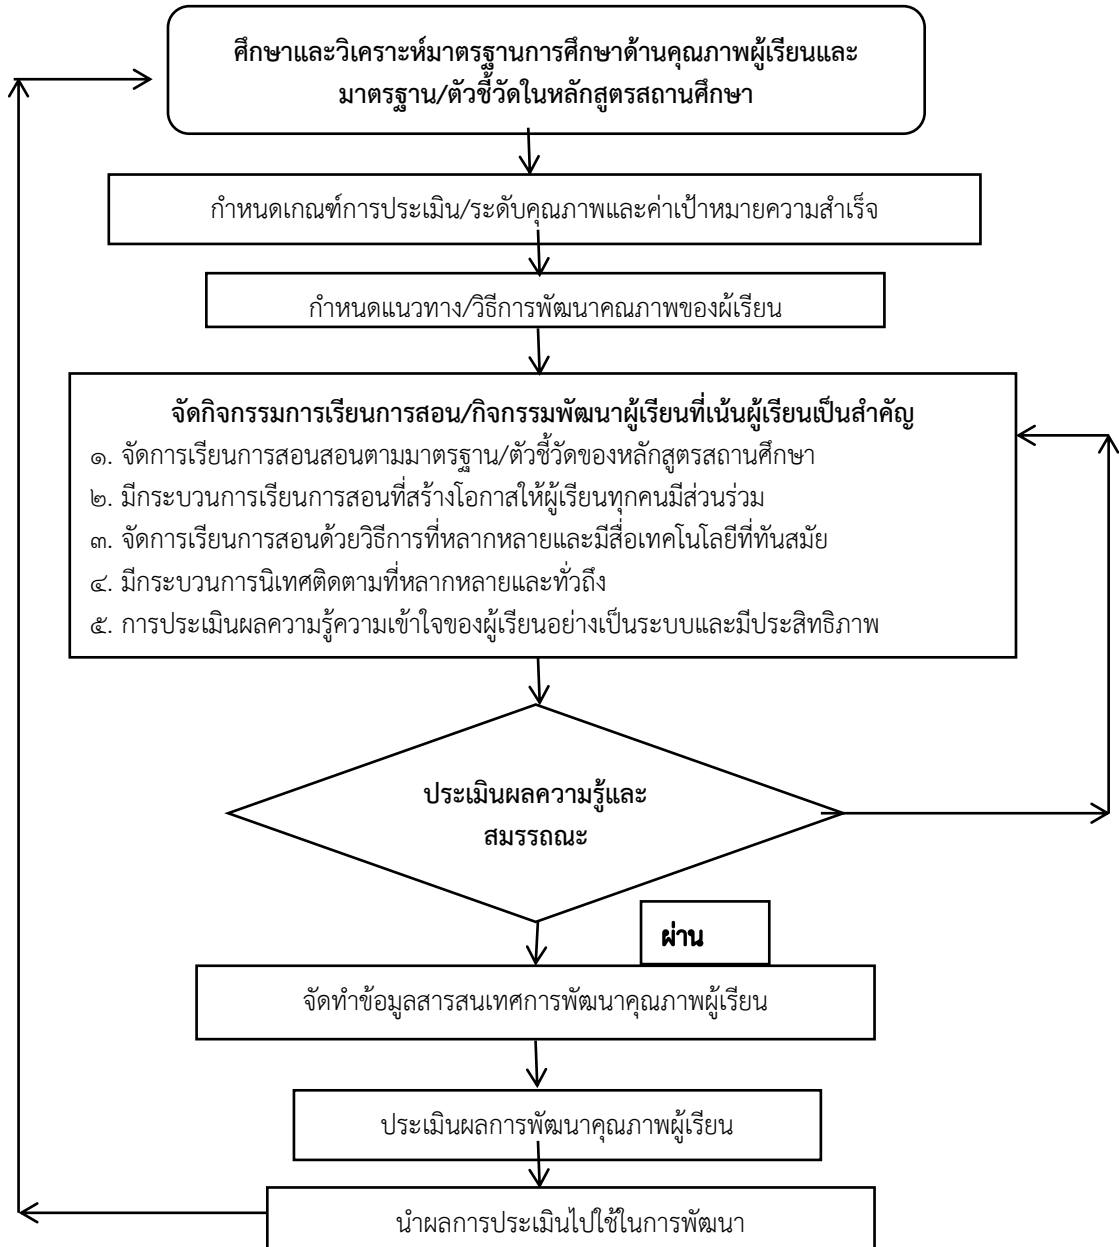 ศึกษาและวิเคราะห์มาตรฐานการศึกษาด้านคุณภาพผู้เรียนและ
มาตรฐาน/ตัวชี้วัดในหลักสูตรสถานศึกษา
กำหนดเกณฑ์การประเมิน/ระดับคุณภาพและค่าเป้าหมายความสำเร็จ
กำหนดแนวทาง/วิธีการพัฒนาคณภาพของผ้เรียน
จัดกิจกรรมการเรียนการสอน/กิจกรรมพัฒนาผู้เรียนที่เน้นผู้เรียนเป็นสำคัญ
๑. จัดการเรียนการสอนสอนตามมาตรฐาน/ตัวชี้วัดของหลักสูตรสถานศึกษา
๒. มีกระบวนการเรียนการสอนที่สร้างโอกาสให้ผู้เรียนทุกคนมีส่วนร่วม
๓. จัดการเรียนการสอนด้วยวิธีการที่หลากหลายและมีสื่อเทคโนโลยีที่ทันสมัย
๔. มีกระบวนการนิเทศติดตามที่หลากหลายและทั่วถึง
๕. การประเมินผลความรู้ความเข้าใจของผู้เรียนอย่างเป็นระบบและมีประสิทธิภาพ
ประเมินผลความรู้และ
สมรรถณะ
ผ่าน
จัดทำข้อมูลสารสนเทศการพัฒนาคุณภาพผู้เรียน
ประเมินผลการพัฒนาคุณภาพผู้เรียน
นำผลการประเมินไปใช้ในการพัฒนา